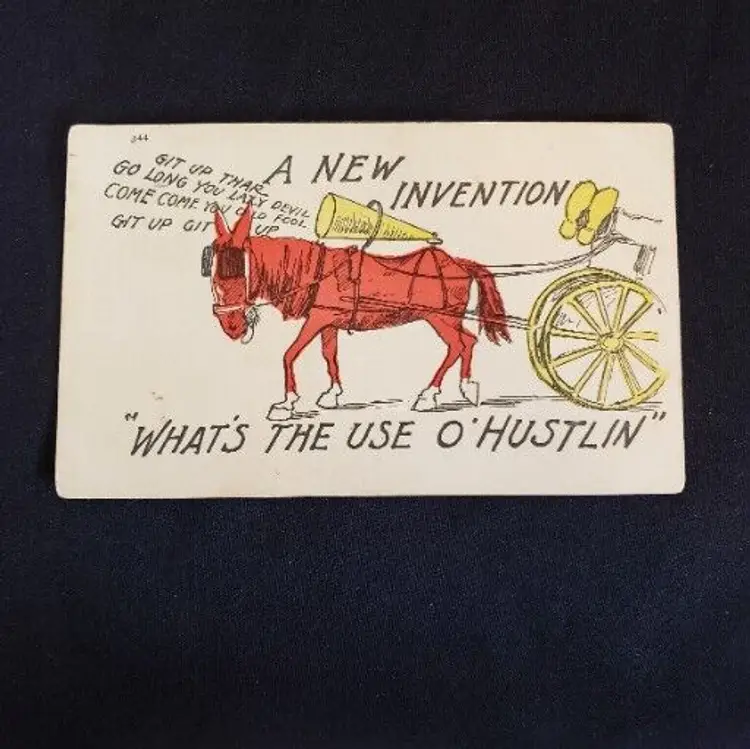 344
GIT UP THAR
GO LONG YOU LAZY DEVIL
COME COME YOU OLD FOOL
GIT UP GIT UP
A NEW
INVENTION
"WHAT'S THE USE O'HUSTLIN"